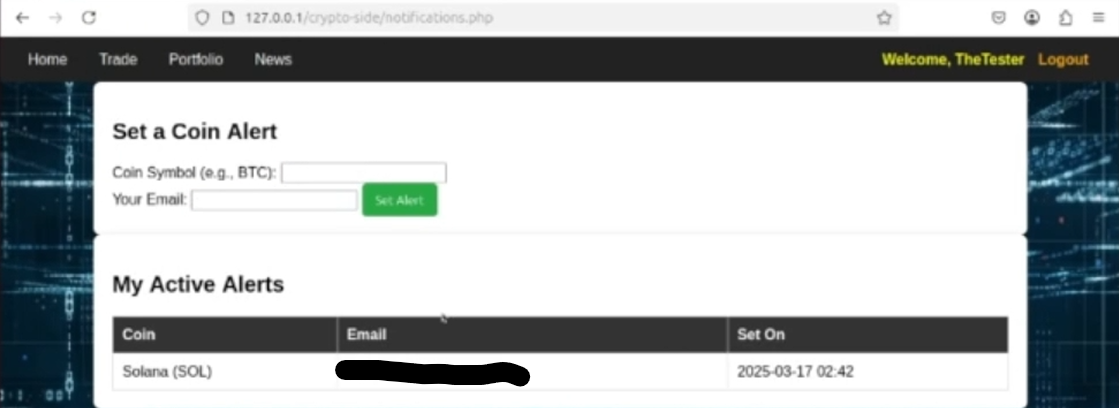 127.0.0.1/crypto-side/notifications.php
Home Trade Portfolio News Welcome, TheTester Logout
Set a Coin Alert
Coin Symbol (e.g., BTC):
Your Email: Set Alert
My Active Alerts
Coin Email Set On
Solana (SOL) 2025-03-17 02:42